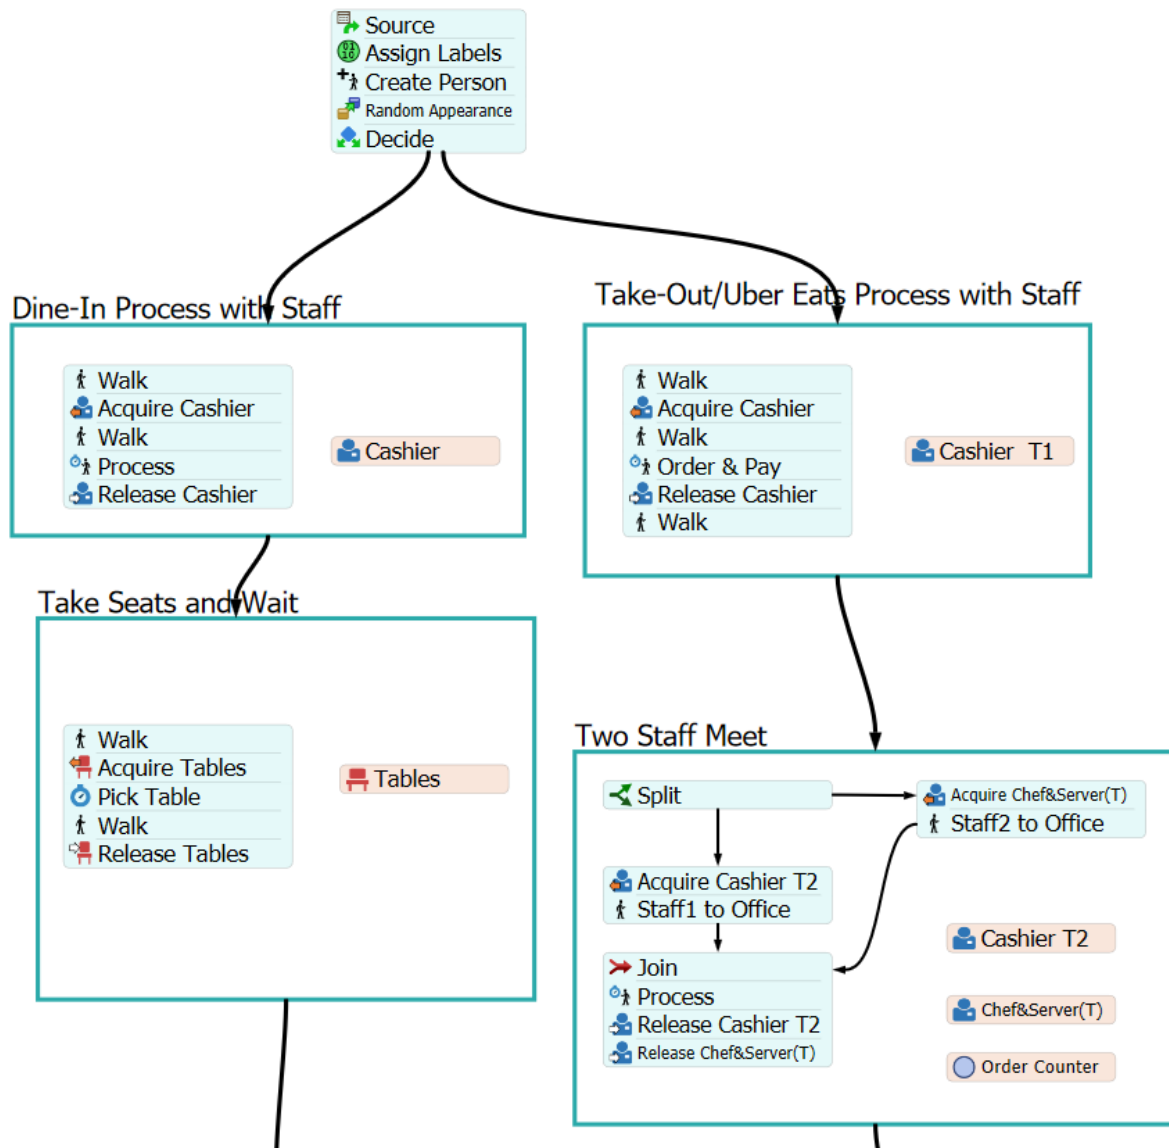 Source
Assign Labels
Create Person
Random Appearance
Decide
Dine-In Process with Staff
Walk
Acquire Cashier
Walk
Process
Release Cashier
Cashier
Take-Out/Uber Eats Process with Staff
Walk
Acquire Cashier
Walk
Order & Pay
Release Cashier
Walk
Cashier T1
Take Seats and Wait
Walk
Acquire Tables
Pick Table
Walk
Release Tables
Tables
Two Staff Meet
Split
Acquire Chef&Server(T)
Staff2 to Office
Acquire Cashier T2
Staff1 to Office
Join
Process
Release Cashier T2
Release Chef&Server(T)
Cashier T2
Chef&Server(T)
Order Counter